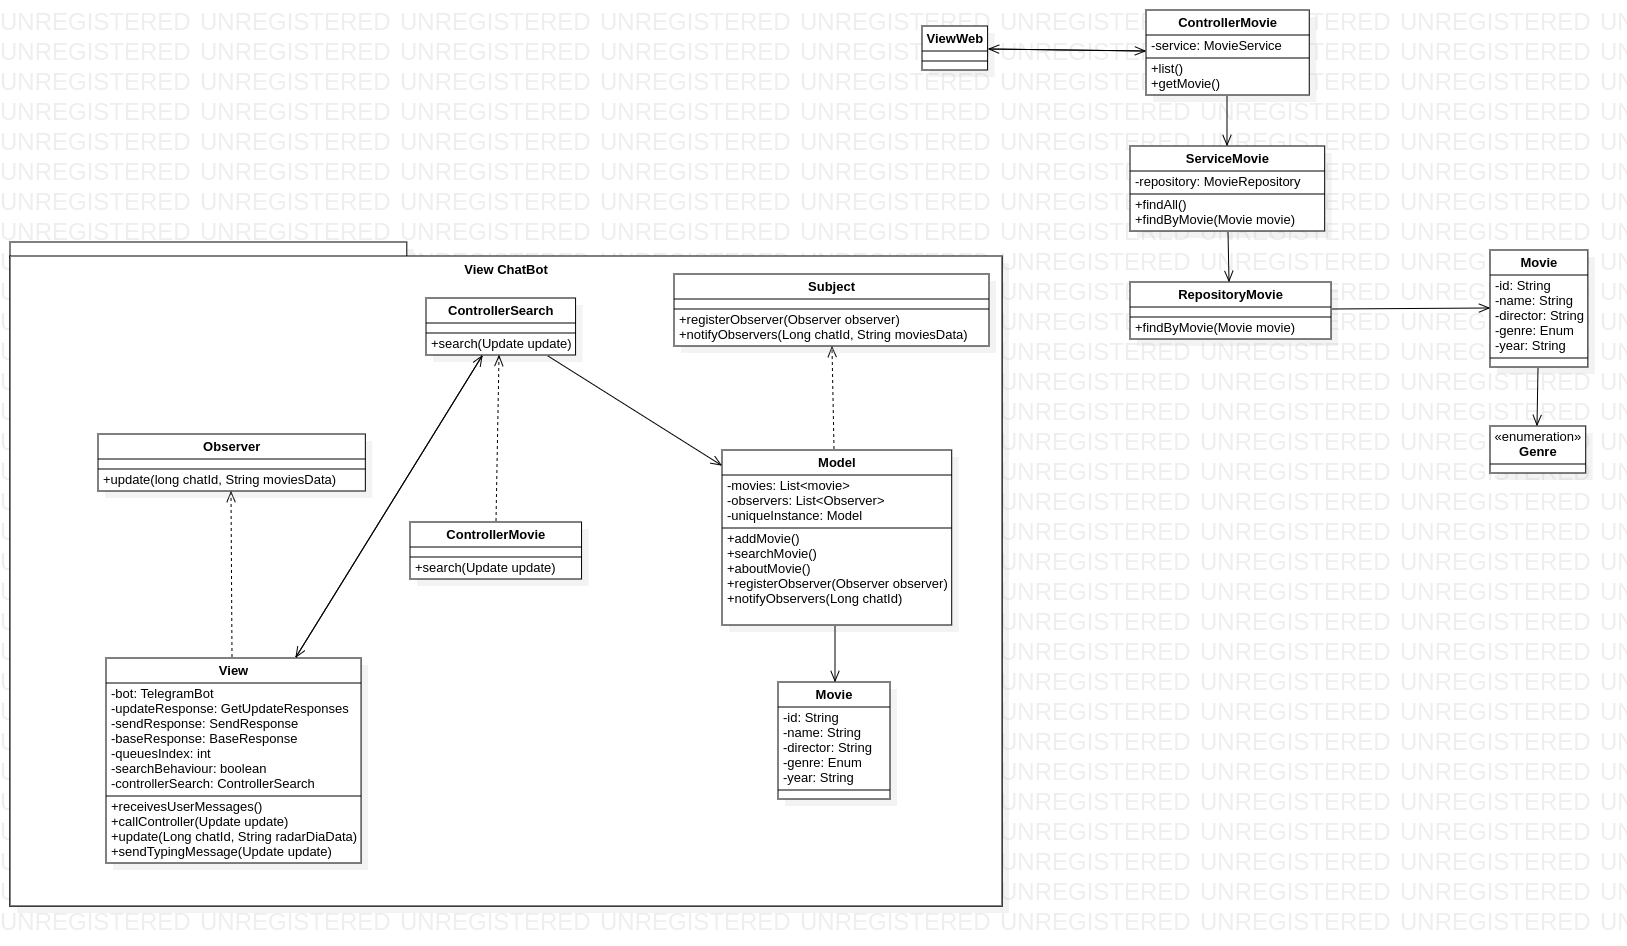 UNREGISTERED UNREGISTERED UNREGISTERED UNREGISTERED UNREGISTERED
ViewWeb
ControllerMovie
-service: MovieService
+list()
+getMovie()
ServiceMovie
-repository: MovieRepository
+findAll()
+findByMovie(Movie movie)
RepositoryMovie
+findByMovie(Movie movie)
Movie
-id: String
-name: String
-director: String
-genre: Enum
-year: String
«enumeration»
Genre
View ChatBot
ControllerSearch
+search(Update update)
Subject
+registerObserver(Observer observer)
+notifyObservers(Long chatId, String moviesData)
Observer
+update(long chatId, String moviesData)
ControllerMovie
+search(Update update)
Model
-movies: List<movie>
-observers: List<Observer>
-uniqueInstance: Model
+addMovie()
+searchMovie()
+aboutMovie()
+registerObserver(Observer observer)
+notifyObservers(Long chatId)
View
-bot: TelegramBot
-updateResponse: GetUpdateResponses
-sendResponse: SendResponse
-baseResponse: BaseResponse
-queuesIndex: int
-searchBehaviour: boolean
-controllerSearch: ControllerSearch
+receivesUserMessages()
+callController(Update update)
+update(Long chatId, String radarDiaData)
+sendTypingMessage(Update update)
Movie
-id: String
-name: String
-director: String
-genre: Enum
-year: String